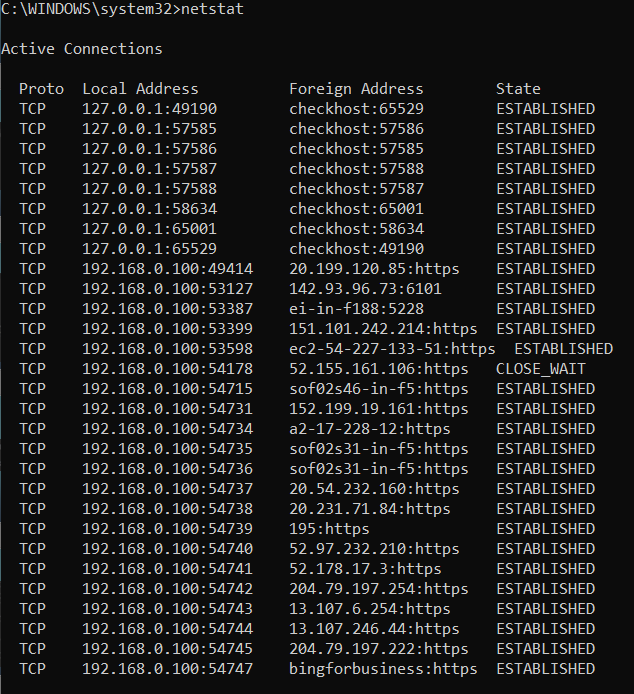 C:\WINDOWS\system32>netstat
Active Connections
Proto Local Address Foreign Address State
TCP 127.0.0.1:49190 checkhost:65529 ESTABLISHED
TCP 127.0.0.1:57585 checkhost:57586 ESTABLISHED
TCP 127.0.0.1:57586 checkhost:57585 ESTABLISHED
TCP 127.0.0.1:57587 checkhost:57588 ESTABLISHED
TCP 127.0.0.1:57588 checkhost:57587 ESTABLISHED
TCP 127.0.0.1:58634 checkhost:65001 ESTABLISHED
TCP 127.0.0.1:65001 checkhost:58634 ESTABLISHED
TCP 127.0.0.1:65529 checkhost:49190 ESTABLISHED
TCP 192.168.0.100:49414 20.199.120.85:https ESTABLISHED
TCP 192.168.0.100:53127 142.93.96.73:6101 ESTABLISHED
TCP 192.168.0.100:53387 ei-in-f188:5228 ESTABLISHED
TCP 192.168.0.100:53399 151.101.242.214:https ESTABLISHED
TCP 192.168.0.100:53598 ec2-54-227-133-51:https ESTABLISHED
TCP 192.168.0.100:54178 52.155.161.106:https CLOSE_WAIT
TCP 192.168.0.100:54715 sof02s46-in-f5:https ESTABLISHED
TCP 192.168.0.100:54731 152.199.19.161:https ESTABLISHED
TCP 192.168.0.100:54734 a2-17-228-12:https ESTABLISHED
TCP 192.168.0.100:54735 sof02s31-in-f5:https ESTABLISHED
TCP 192.168.0.100:54736 sof02s31-in-f5:https ESTABLISHED
TCP 192.168.0.100:54737 20.54.232.160:https ESTABLISHED
TCP 192.168.0.100:54738 20.231.71.84:https ESTABLISHED
TCP 192.168.0.100:54739 195:https ESTABLISHED
TCP 192.168.0.100:54740 52.97.232.210:https ESTABLISHED
TCP 192.168.0.100:54741 52.178.17.3:https ESTABLISHED
TCP 192.168.0.100:54742 204.79.197.254:https ESTABLISHED
TCP 192.168.0.100:54743 13.107.6.254:https ESTABLISHED
TCP 192.168.0.100:54744 13.107.246.44:https ESTABLISHED
TCP 192.168.0.100:54745 204.79.197.222:https ESTABLISHED
TCP 192.168.0.100:54747 bingforbusiness:https ESTABLISHED